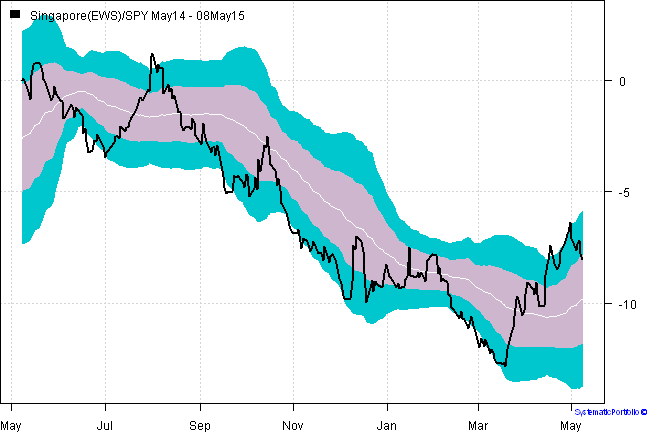 Singapore(EWS)/SPY May14 - 08May15
0
-5
-10
SystematicPortfolio ©
May Jul Sep Nov Jan Mar May